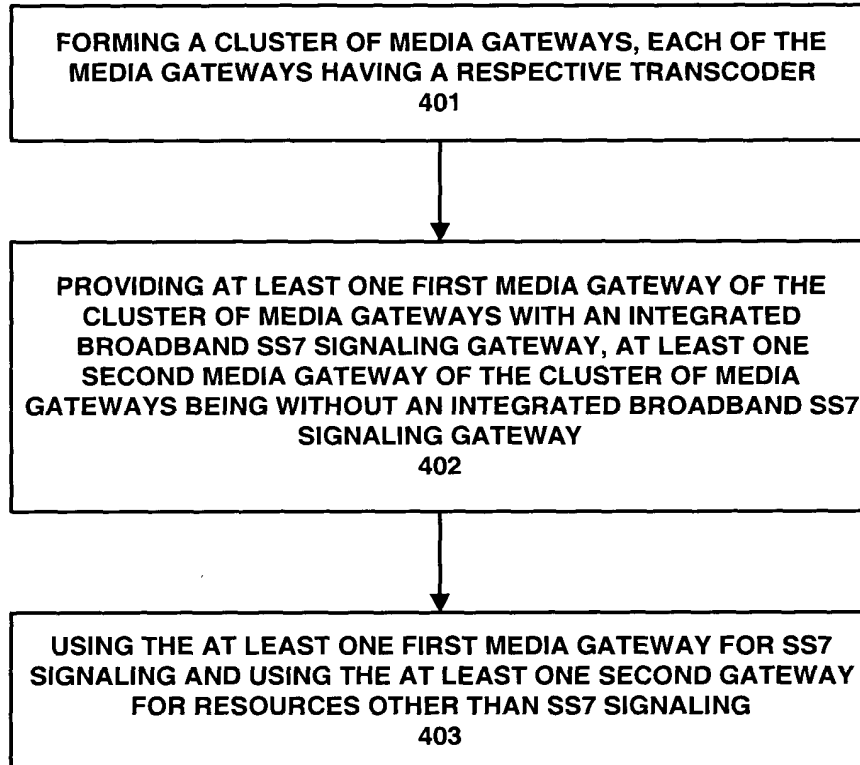 FORMING A CLUSTER OF MEDIA GATEWAYS, EACH OF THE
MEDIA GATEWAYS HAVING A RESPECTIVE TRANSCODER
401
PROVIDING AT LEAST ONE FIRST MEDIA GATEWAY OF THE
CLUSTER OF MEDIA GATEWAYS WITH AN INTEGRATED
BROADBAND SS7 SIGNALING GATEWAY, AT LEAST ONE
SECOND MEDIA GATEWAY OF THE CLUSTER OF MEDIA
GATEWAYS BEING WITHOUT AN INTEGRATED BROADBAND SS7
SIGNALING GATEWAY
402
USING THE AT LEAST ONE FIRST MEDIA GATEWAY FOR SS7
SIGNALING AND USING THE AT LEAST ONE SECOND GATEWAY
FOR RESOURCES OTHER THAN SS7 SIGNALING
403